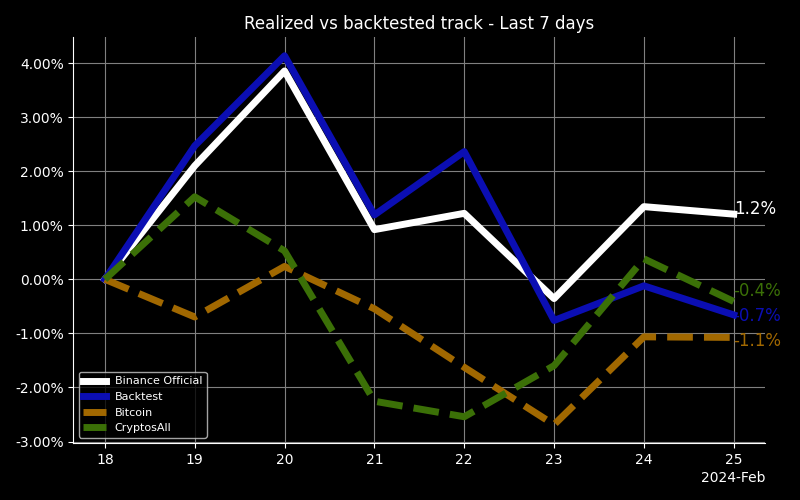 Realized vs backtested track - Last 7 days
4.00%
3.00%
2.00%
1.00%
0.00%
-1.00%
-2.00%
-3.00%
1.2%
-0.4%
-0.7%
-1.1%
Binance Official
Backtest
Bitcoin
CryptosAll
18 19 20 21 22 23 24 25
2024-Feb